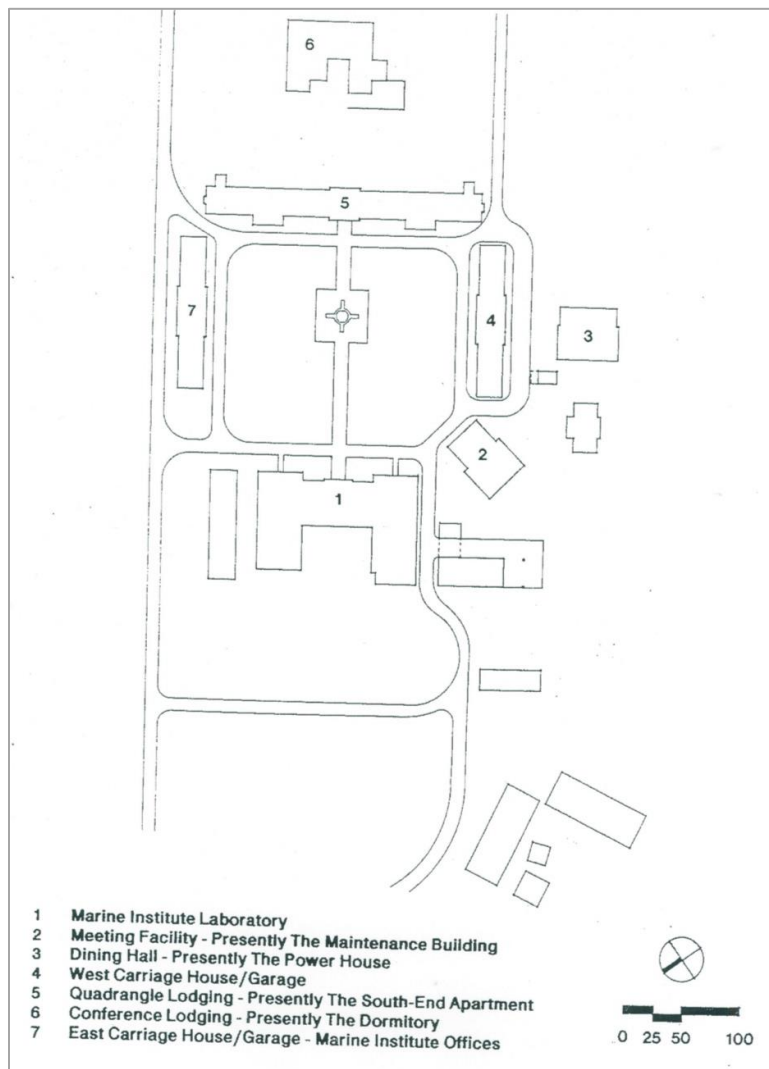 6
5
7
4
3
2
1
1 Marine Institute Laboratory
2 Meeting Facility - Presently The Maintenance Building
3 Dining Hall - Presently The Power House
4 West Carriage House/Garage
5 Quadrangle Lodging - Presently The South-End Apartment
6 Conference Lodging - Presently The Dormitory
7 East Carriage House/Garage - Marine Institute Offices
0 25 50 100